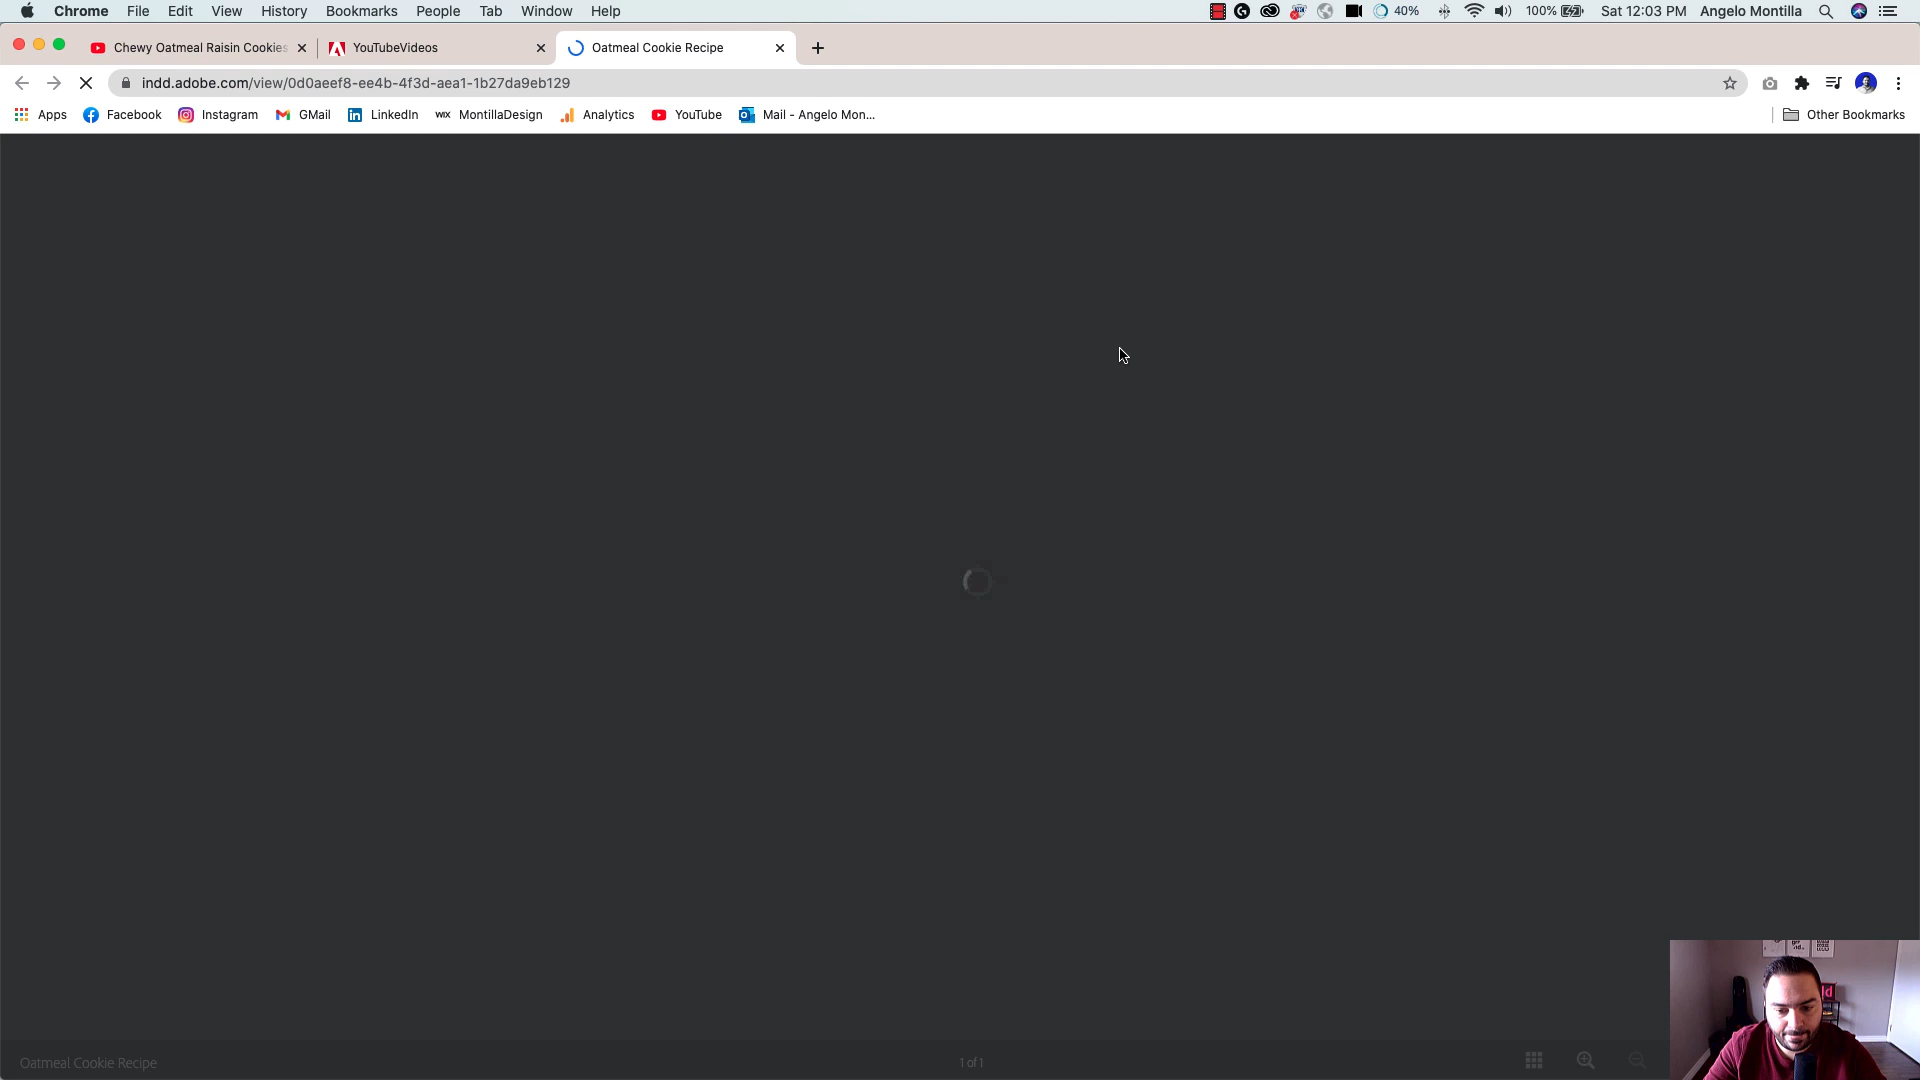 Chrome File Edit View History Bookmarks People Tab Window Help 40% 100% Sat 12:03 PM Angelo Montilla
Chewy Oatmeal Raisin Cookies YouTubeVideos Oatmeal Cookie Recipe
indd.adobe.com/view/0d0aeef8-ee4b-4f3d-aea1-1b27da9eb129
Apps Facebook Instagram GMail LinkedIn WIX MontillaDesign Analytics YouTube Mail - Angelo Mon... Other Bookmarks
Oatmeal Cookie Recipe 1 of 1